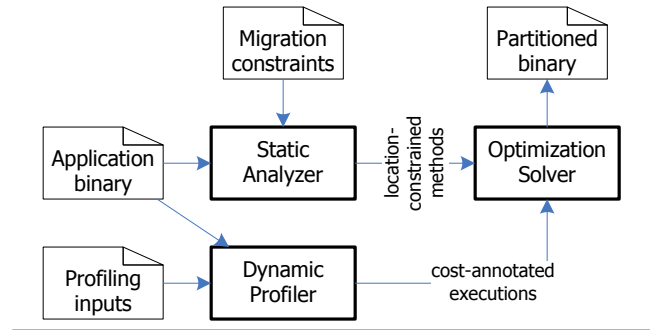 Migration
constraints
Partitioned
binary
Application
binary
Static
Analyzer
location-
constrained
methods
Optimization
Solver
Profiling
inputs
Dynamic
Profiler
cost-annotated
executions